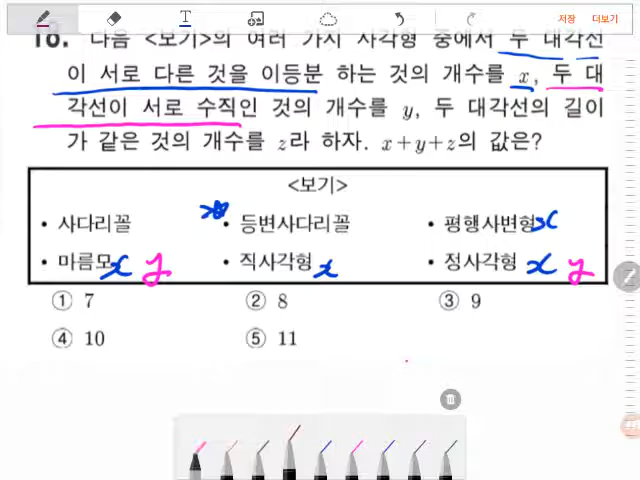 저장 더보기
18. 다음 <보기>의 여러 가지 사각형 중에서 두 대각선
이 서로 다른 것을 이등분 하는 것의 개수를 x, 두 대
각선이 서로 수직인 것의 개수를 y, 두 대각선의 길이
가 같은 것의 개수를 z라 하자. x+y+z의 값은?
<보기>
• 사다리꼴 • 등변사다리꼴 • 평행사변형 x
• 마름모 x y • 직사각형 x • 정사각형 x y
① 7 ② 8 ③ 9
④ 10 ⑤ 11